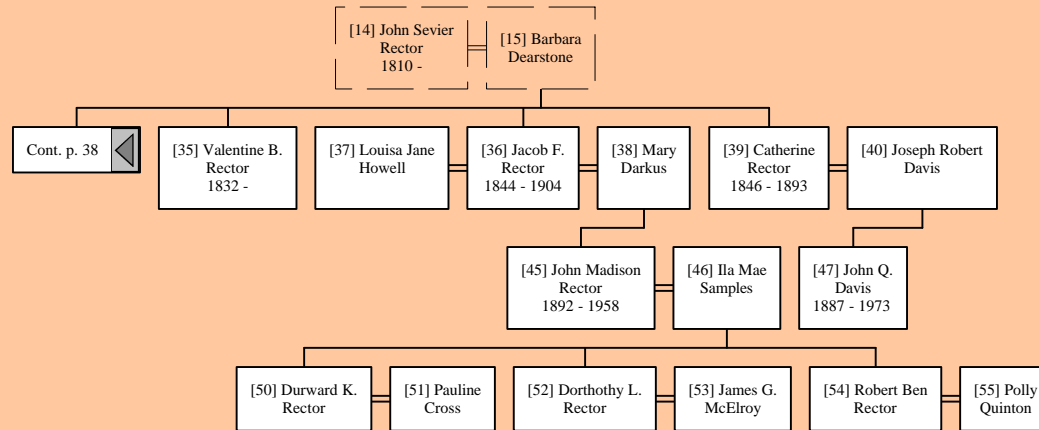 [14] John Sevier
Rector
1810 -
[15] Barbara
Dearstone
Cont. p. 38
[35] Valentine B.
Rector
1832 -
[37] Louisa Jane
Howell
[36] Jacob F.
Rector
1844 - 1904
[38] Mary
Darkus
[39] Catherine
Rector
1846 - 1893
[40] Joseph Robert
Davis
[45] John Madison
Rector
1892 - 1958
[46] Ila Mae
Samples
[47] John Q.
Davis
1887 - 1973
[50] Durward K.
Rector
[51] Pauline
Cross
[52] Dorthothy L.
Rector
[53] James G.
McElroy
[54] Robert Ben
Rector
[55] Polly
Quinton